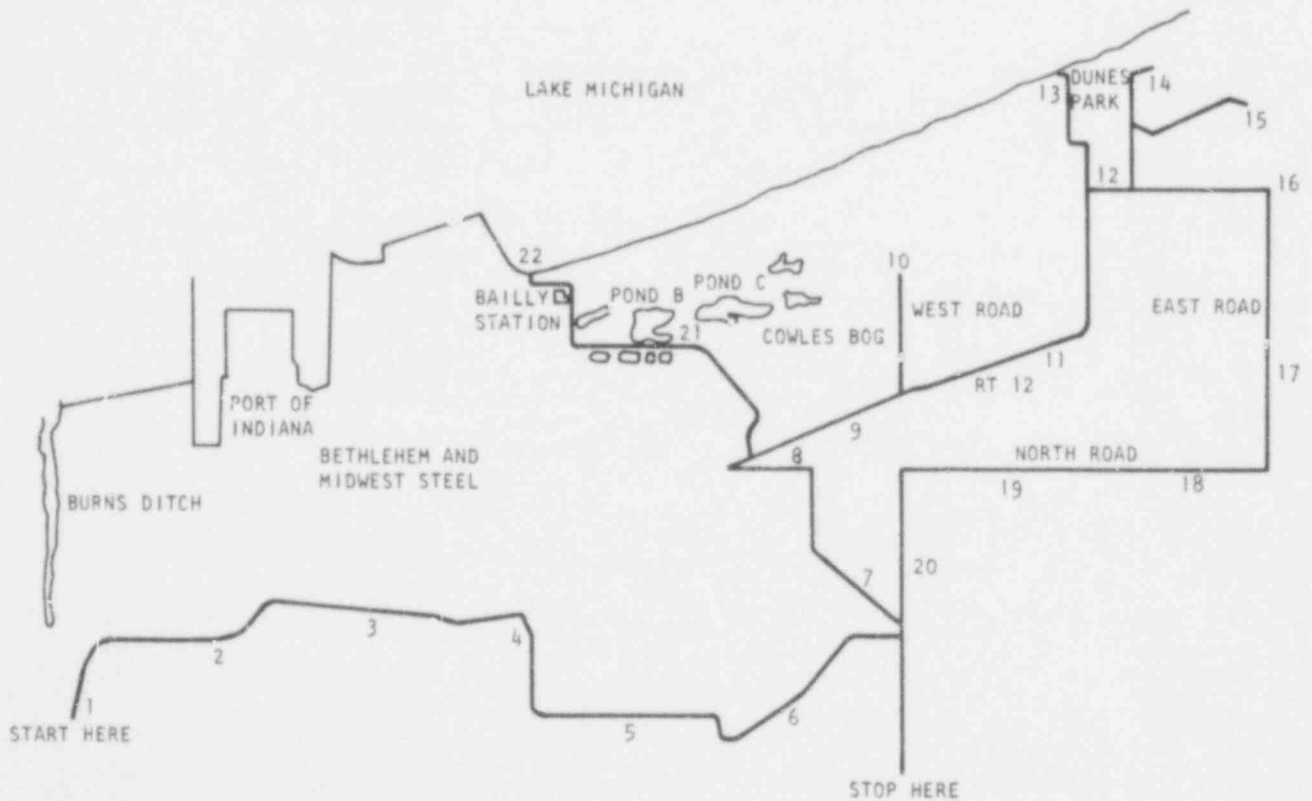 LAKE MICHIGAN
13
DUNES
PARK
14
15
12
16
22
10
BAILLY
STATION
POND B
POND C
21
COWLES BOG
WEST ROAD
EAST ROAD
11
RT 12
17
PORT OF
INDIANA
9
8
BETHLEHEM AND
MIDWEST STEEL
NORTH ROAD
19
18
BURNS DITCH
7
20
1
2
3
4
5
6
START HERE
STOP HERE